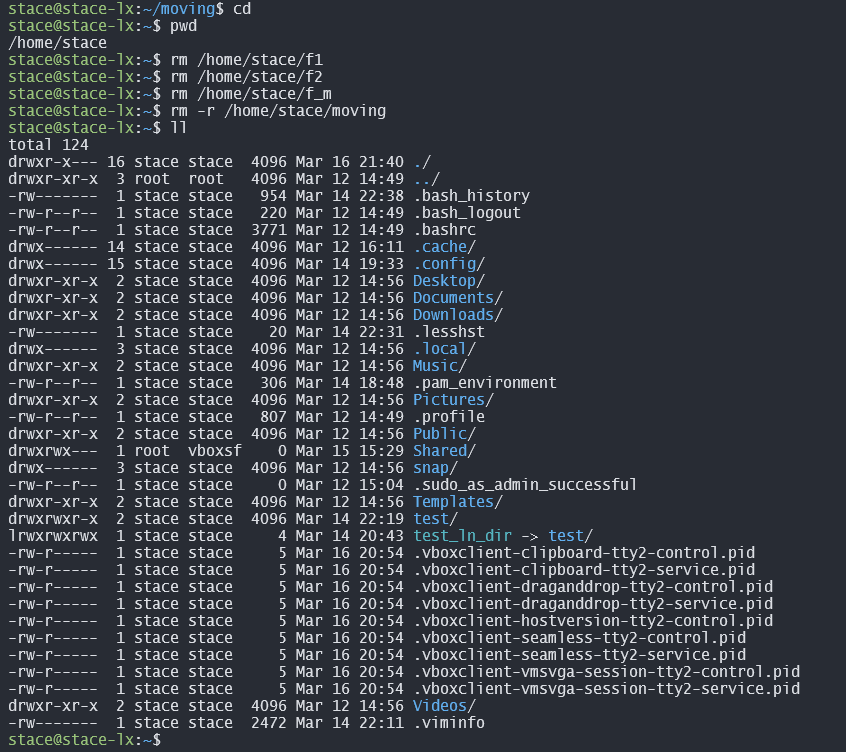 stace@stace-lx:~/moving$ cd
stace@stace-lx:~$ pwd
/home/stace
stace@stace-lx:~$ rm /home/stace/f1
stace@stace-lx:~$ rm /home/stace/f2
stace@stace-lx:~$ rm /home/stace/f_m
stace@stace-lx:~$ rm -r /home/stace/moving
stace@stace-lx:~$ ll
total 124
drwxr-x--- 16 stace stace  4096 Mar 16 21:40 ./
drwxr-xr-x  3 root  root   4096 Mar 12 14:49 ../
-rw-------  1 stace stace   954 Mar 14 22:38 .bash_history
-rw-r--r--  1 stace stace   220 Mar 12 14:49 .bash_logout
-rw-r--r--  1 stace stace  3771 Mar 12 14:49 .bashrc
drwx------ 14 stace stace  4096 Mar 12 16:11 .cache/
drwx------ 15 stace stace  4096 Mar 14 19:33 .config/
drwxr-xr-x  2 stace stace  4096 Mar 12 14:56 Desktop/
drwxr-xr-x  2 stace stace  4096 Mar 12 14:56 Documents/
drwxr-xr-x  2 stace stace  4096 Mar 12 14:56 Downloads/
-rw-------  1 stace stace    20 Mar 14 22:31 .lesshst
drwx------  3 stace stace  4096 Mar 12 14:56 .local/
drwxr-xr-x  2 stace stace  4096 Mar 12 14:56 Music/
-rw-r--r--  1 stace stace   306 Mar 14 18:48 .pam_environment
drwxr-xr-x  2 stace stace  4096 Mar 12 14:56 Pictures/
-rw-r--r--  1 stace stace   807 Mar 12 14:49 .profile
drwxr-xr-x  2 stace stace  4096 Mar 12 14:56 Public/
drwxrwx---  1 root  vboxsf    0 Mar 15 15:29 Shared/
drwx------  3 stace stace  4096 Mar 12 14:56 snap/
-rw-r--r--  1 stace stace     0 Mar 12 15:04 .sudo_as_admin_successful
drwxr-xr-x  2 stace stace  4096 Mar 12 14:56 Templates/
drwxrwxr-x  2 stace stace  4096 Mar 14 22:19 test/
lrwxrwxrwx  1 stace stace     4 Mar 14 20:43 test_ln_dir -> test/
-rw-r-----  1 stace stace     5 Mar 16 20:54 .vboxclient-clipboard-tty2-control.pid
-rw-r-----  1 stace stace     5 Mar 16 20:54 .vboxclient-clipboard-tty2-service.pid
-rw-r-----  1 stace stace     5 Mar 16 20:54 .vboxclient-draganddrop-tty2-control.pid
-rw-r-----  1 stace stace     5 Mar 16 20:54 .vboxclient-draganddrop-tty2-service.pid
-rw-r-----  1 stace stace     5 Mar 16 20:54 .vboxclient-hostversion-tty2-control.pid
-rw-r-----  1 stace stace     5 Mar 16 20:54 .vboxclient-seamless-tty2-control.pid
-rw-r-----  1 stace stace     5 Mar 16 20:54 .vboxclient-seamless-tty2-service.pid
-rw-r-----  1 stace stace     5 Mar 16 20:54 .vboxclient-vmsvga-session-tty2-control.pid
-rw-r-----  1 stace stace     5 Mar 16 20:54 .vboxclient-vmsvga-session-tty2-service.pid
drwxr-xr-x  2 stace stace  4096 Mar 12 14:56 Videos/
-rw-------  1 stace stace  2472 Mar 14 22:11 .viminfo
stace@stace-lx:~$